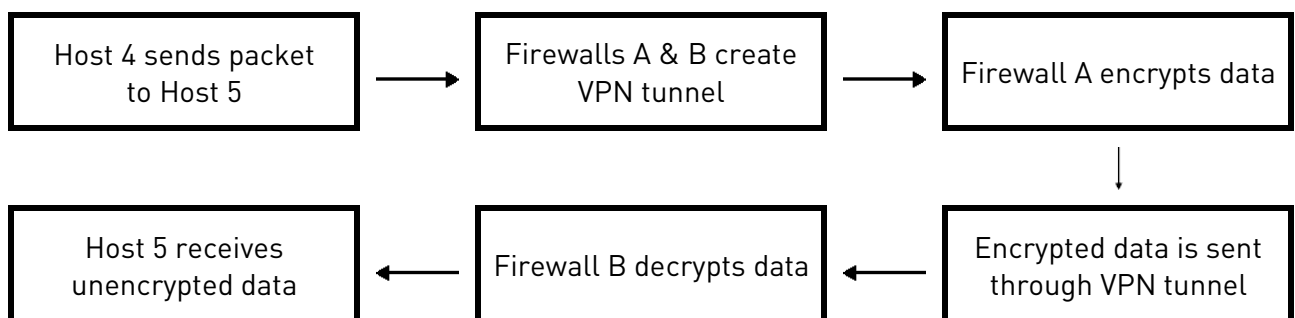 Host 4 sends packet
to Host 5
Firewalls A & B create
VPN tunnel
Firewall A encrypts data
Encrypted data is sent
through VPN tunnel
Firewall B decrypts data
Host 5 receives
unencrypted data